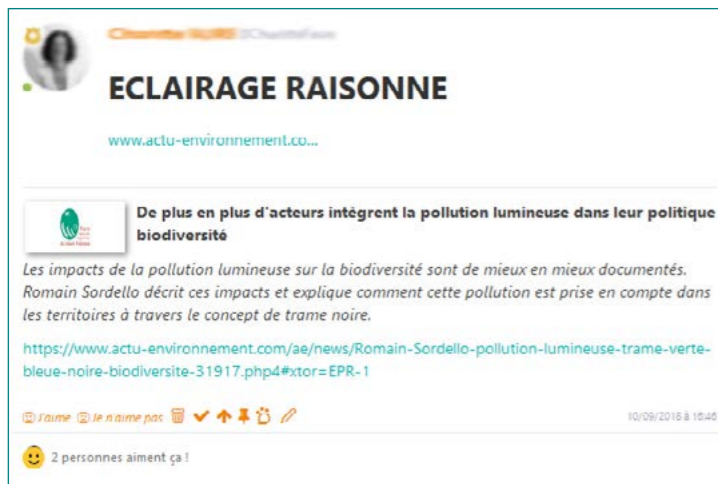 ECLAIRAGE RAISONNE
www.actu-environnement.co...
De plus en plus d'acteurs intègrent la pollution lumineuse dans leur politique
biodiversité
Les impacts de la pollution lumineuse sur la biodiversité sont de mieux en mieux documentés.
Romain Sordello décrit ces impacts et explique comment cette pollution est prise en compte dans
les territoires à travers le concept de trame noire.
https://www.actu-environnement.com/ae/news/Romain-Sordello-pollution-lumineuse-trame-verte-
bleue-noire-biodiversite-31917.php4#xtor=EPR-1
J'aime Je n'aime pas 10/09/2018 à 16:46
2 personnes aiment ça !